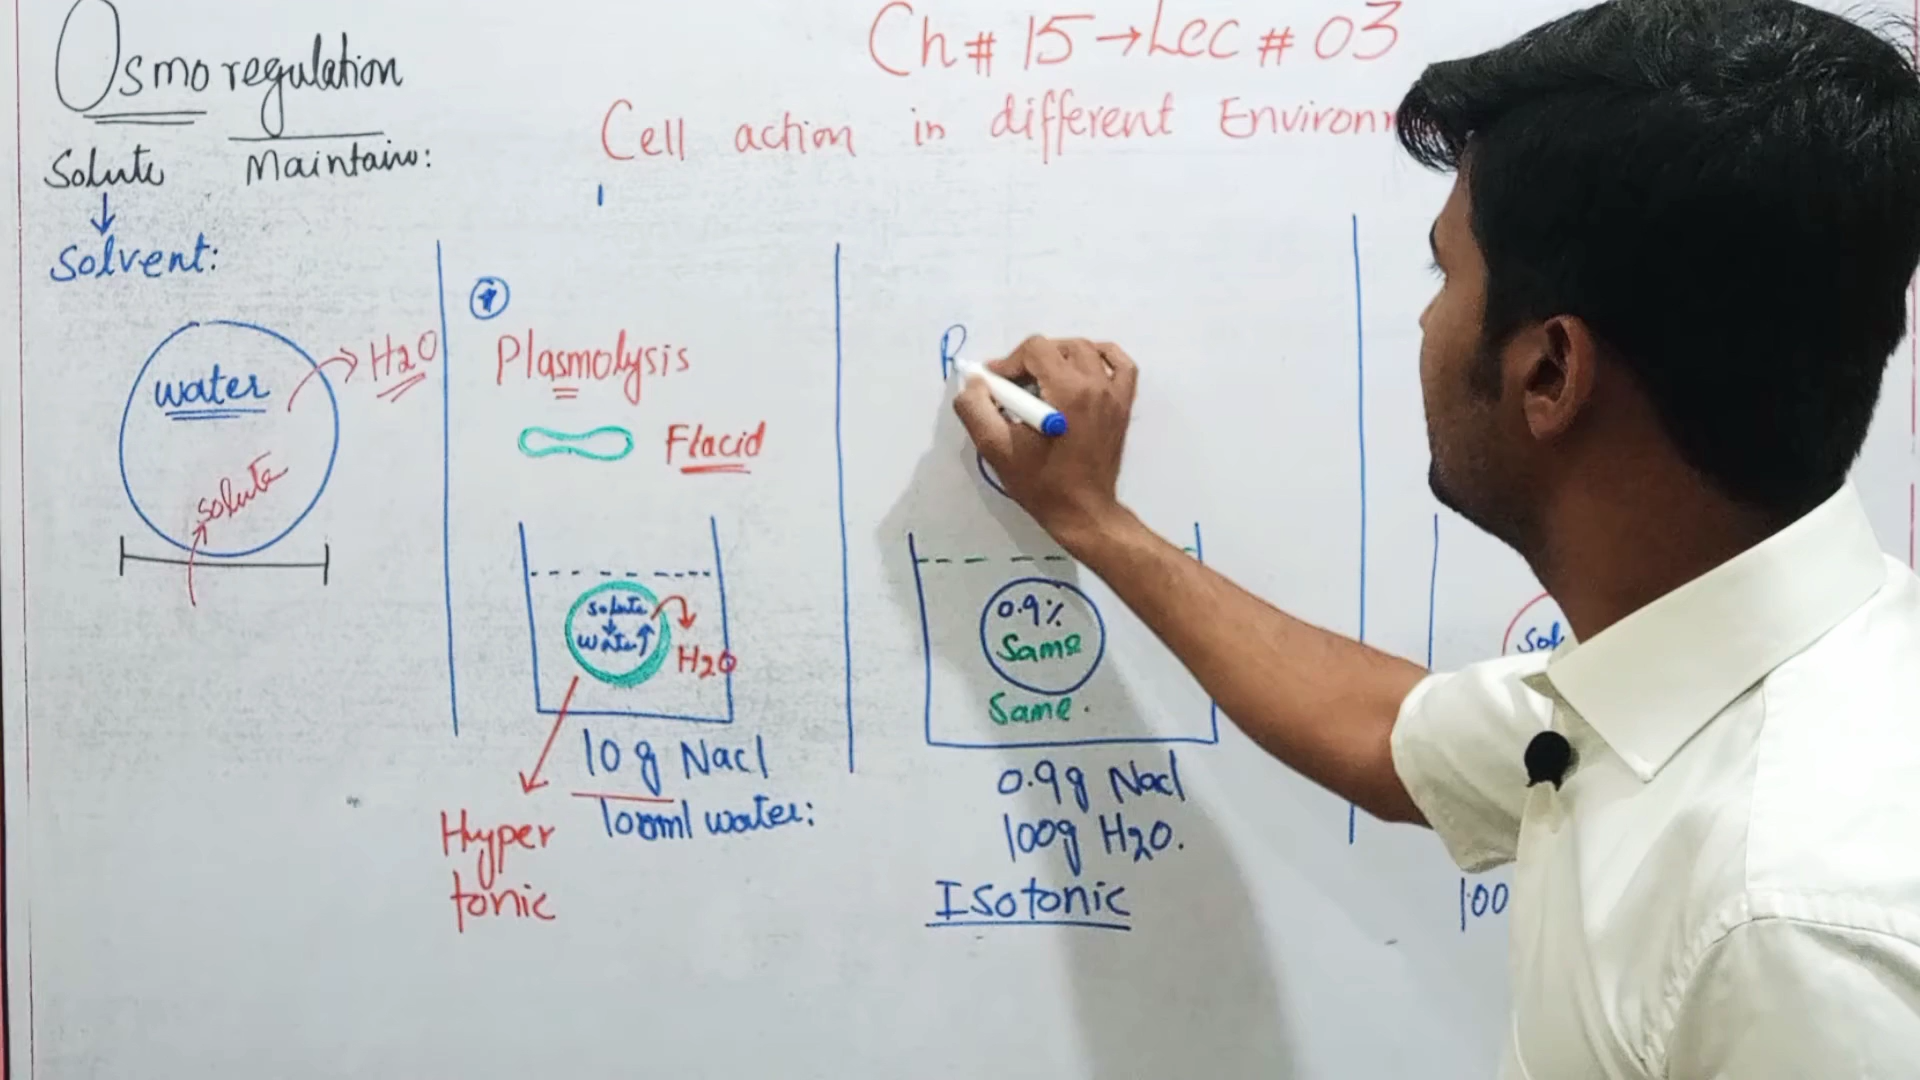 Osmoregulation
Ch # 15 → Lec # 03
Cell action in different
Solute Maintain:
↓
Solvent:
water
→ H2O
solute
Plasmolysis
Flacid
solute
↓
water ↑
H2O
10 g Nacl
100ml water:
Hyper
tonic
R
0.9%
Same
Same.
0.9g Nacl
100g H2O.
Isotonic
Sol
100